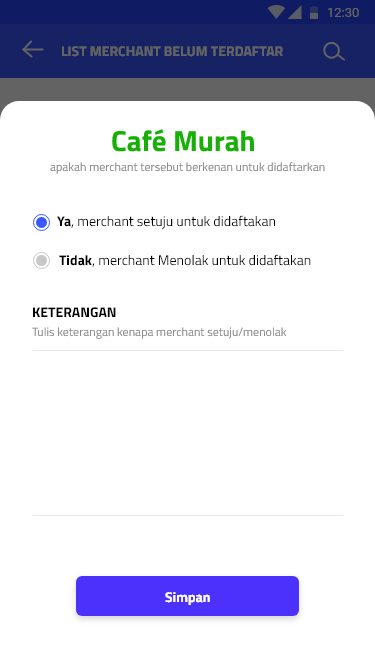 12:30
LIST MERCHANT BELUM TERDAFTAR
Café Murah
apakah merchant tersebut berkenan untuk didaftarkan
Ya, merchant setuju untuk didaftakan
Tidak, merchant Menolak untuk didaftakan
KETERANGAN
Tulis keterangan kenapa merchant setuju/menolak
Simpan